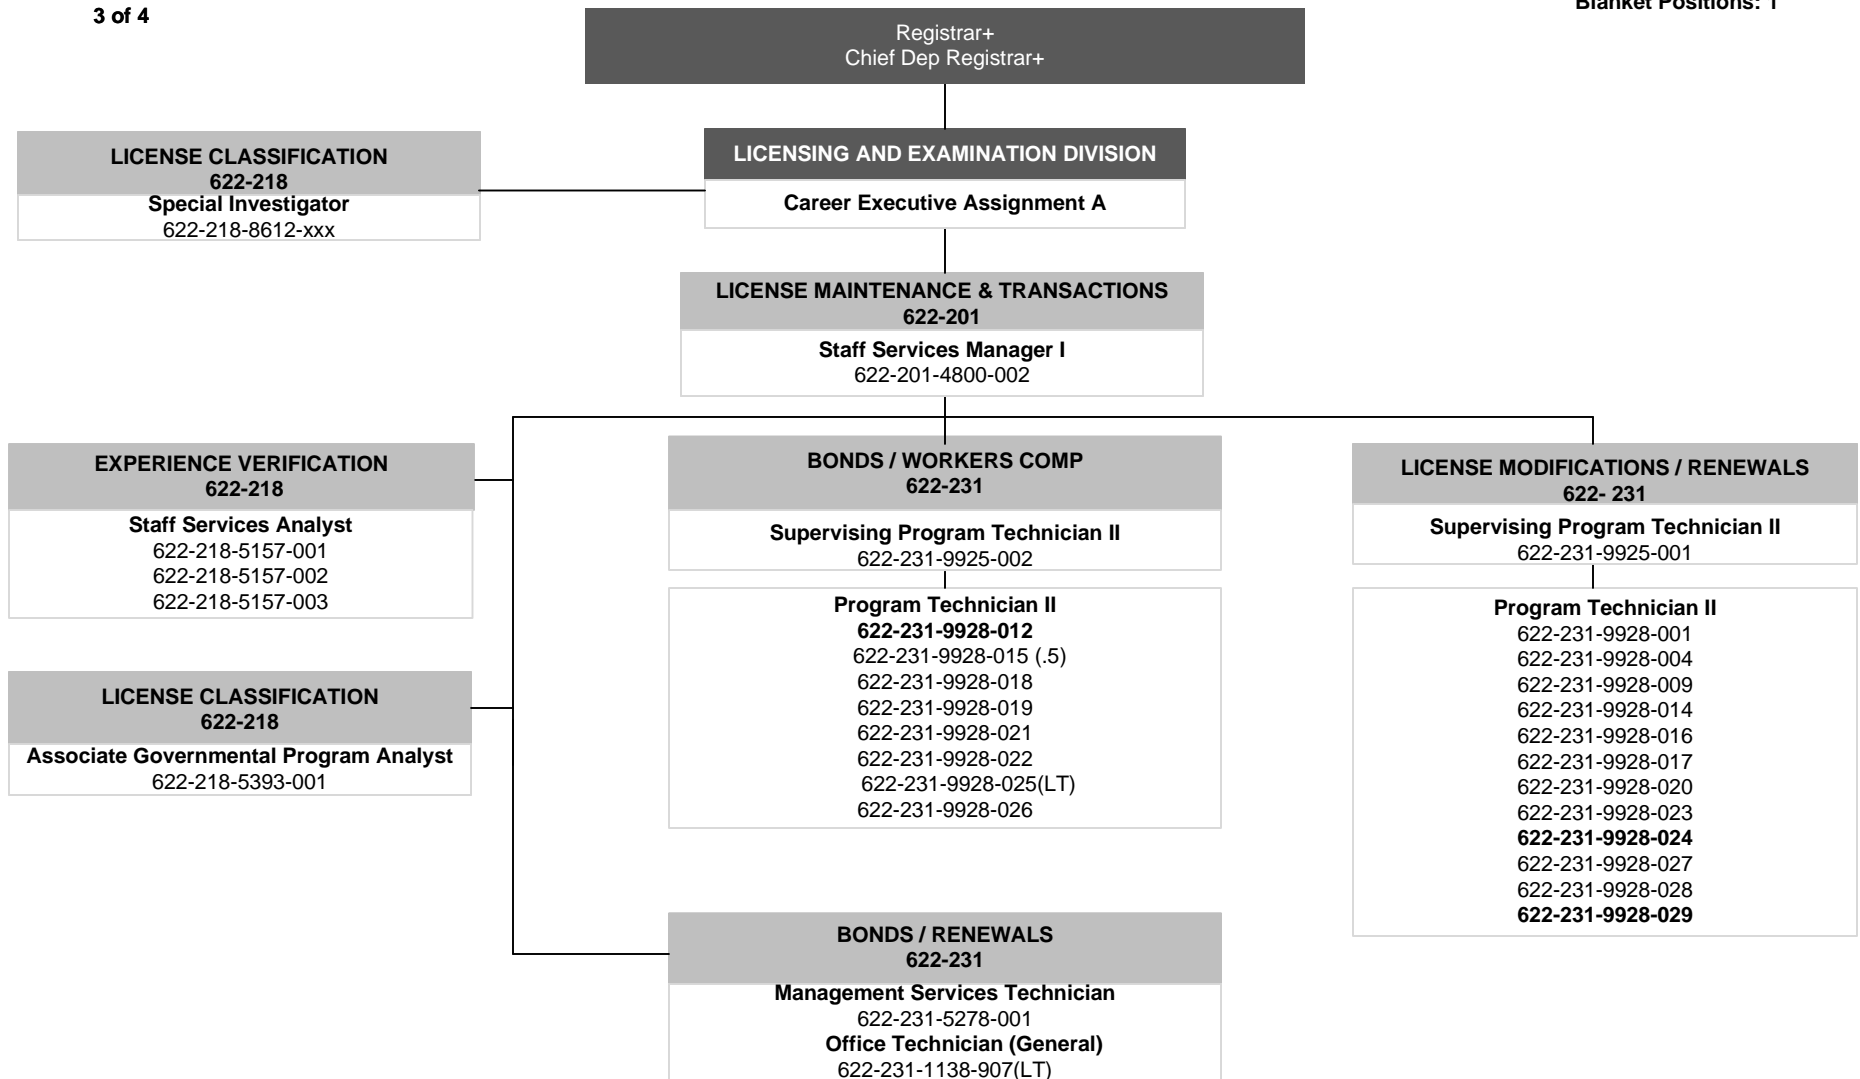 3 of 4
Blanket Positions: 1
Registrar+
Chief Dep Registrar+
LICENSE CLASSIFICATION
622-218
Special Investigator
622-218-8612-xxx
LICENSING AND EXAMINATION DIVISION
Career Executive Assignment A
LICENSE MAINTENANCE & TRANSACTIONS
622-201
Staff Services Manager I
622-201-4800-002
EXPERIENCE VERIFICATION
622-218
Staff Services Analyst
622-218-5157-001
622-218-5157-002
622-218-5157-003
LICENSE CLASSIFICATION
622-218
Associate Governmental Program Analyst
622-218-5393-001
BONDS / WORKERS COMP
622-231
Supervising Program Technician II
622-231-9925-002
Program Technician II
622-231-9928-012
622-231-9928-015 (.5)
622-231-9928-018
622-231-9928-019
622-231-9928-021
622-231-9928-022
622-231-9928-025(LT)
622-231-9928-026
BONDS / RENEWALS
622-231
Management Services Technician
622-231-5278-001
Office Technician (General)
622-231-1138-907(LT)
LICENSE MODIFICATIONS / RENEWALS
622- 231
Supervising Program Technician II
622-231-9925-001
Program Technician II
622-231-9928-001
622-231-9928-004
622-231-9928-009
622-231-9928-014
622-231-9928-016
622-231-9928-017
622-231-9928-020
622-231-9928-023
622-231-9928-024
622-231-9928-027
622-231-9928-028
622-231-9928-029